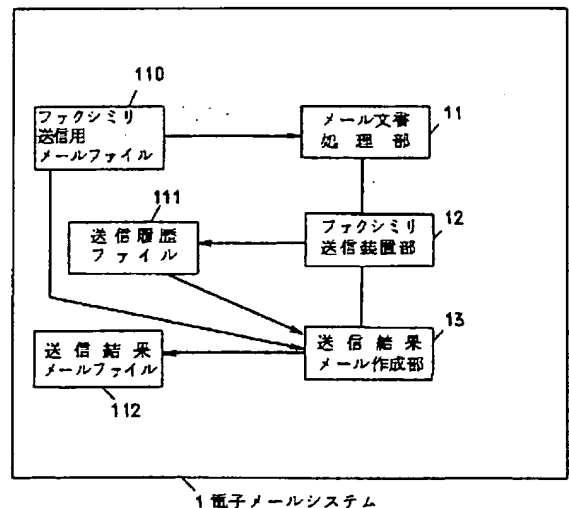 110
ファクシミリ
送信用
メールファイル
メール文書
処理部
11
111
送信履歴
ファイル
ファクシミリ
送信装置部
12
送信結果
メールファイル
112
送信結果
メール作成部
13
1電子メールシステム